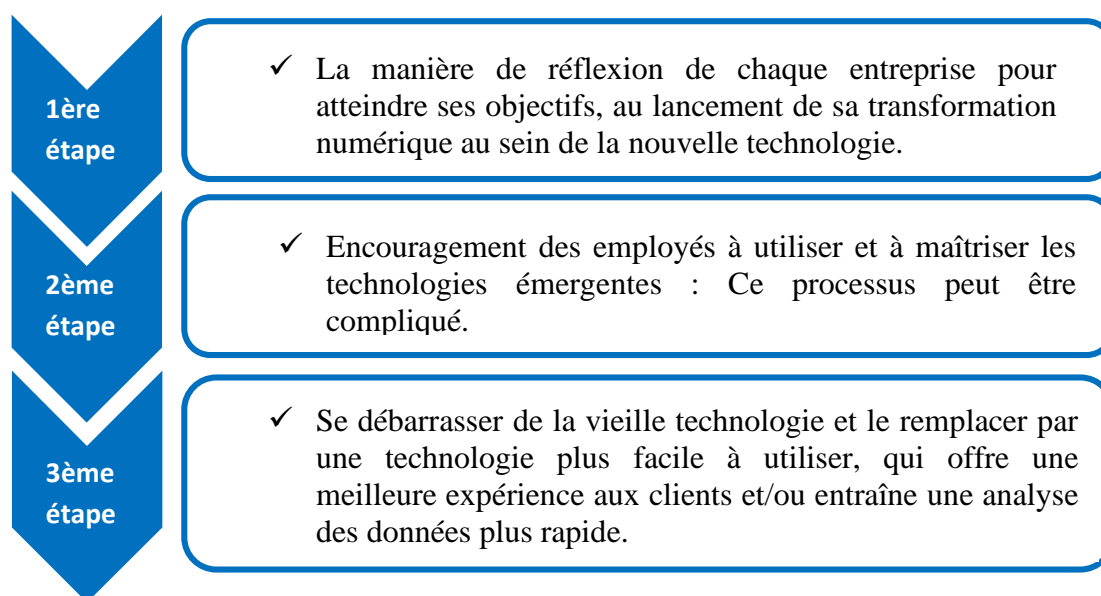 1ère
étape
✓ La manière de réflexion de chaque entreprise pour
atteindre ses objectifs, au lancement de sa transformation
numérique au sein de la nouvelle technologie.
2ème
étape
✓ Encouragement des employés à utiliser et à maîtriser les
technologies émergentes : Ce processus peut être
compliqué.
3ème
étape
✓ Se débarrasser de la vieille technologie et le remplacer par
une technologie plus facile à utiliser, qui offre une
meilleure expérience aux clients et/ou entraîne une analyse
des données plus rapide.